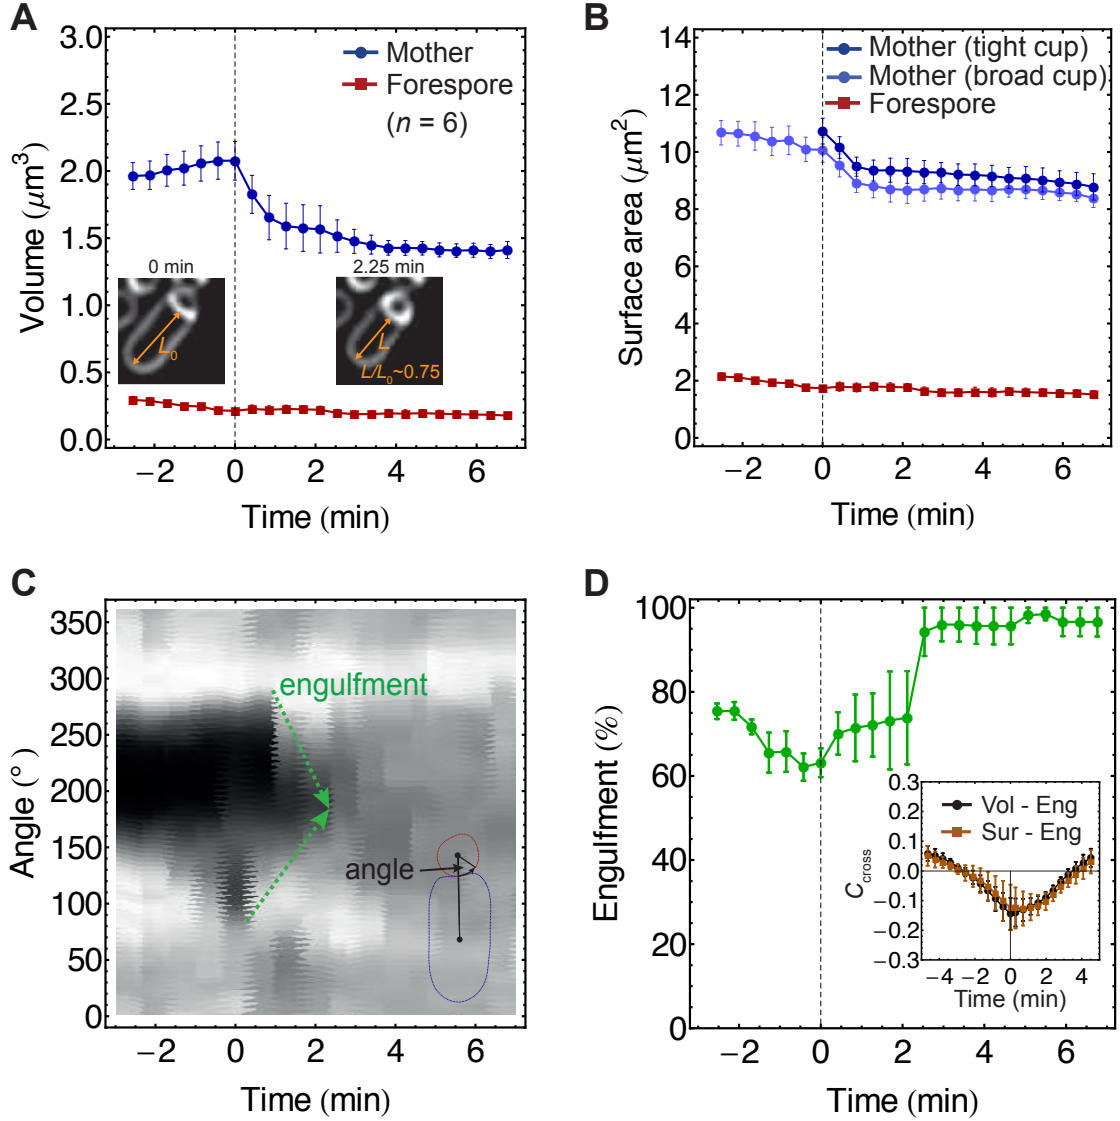 A
3.0
2.5
2.0
1.5
1.0
0.5
0.0
Volume (μm³)
Mother
Forespore
(n = 6)
0 min
L₀
2.25 min
L
L/L₀~0.75
−2 0 2 4 6
Time (min)
B
14
12
10
8
6
4
2
0
Surface area (μm²)
Mother (tight cup)
Mother (broad cup)
Forespore
−2 0 2 4 6
Time (min)
C
350
300
250
200
150
100
50
0
Angle (°)
engulfment
angle
−2 0 2 4 6
Time (min)
D
100
80
60
40
20
0
Engulfment (%)
0.3
0.2
0.1
0.0
−0.1
−0.2
−0.3
C_cross
Vol - Eng
Sur - Eng
−4 −2 0 2 4
Time (min)
−2 0 2 4 6
Time (min)